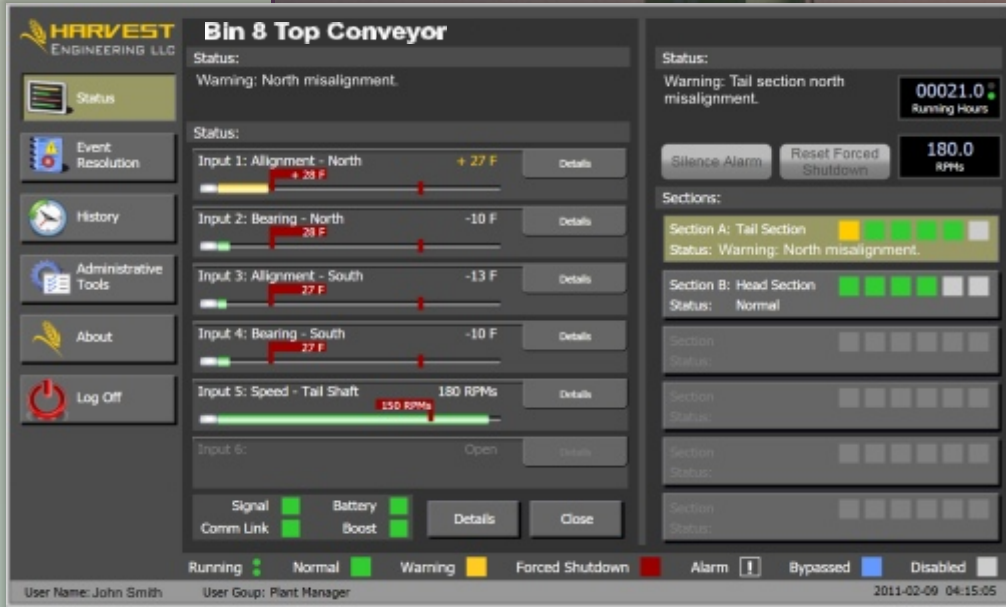 HARVEST
ENGINEERING LLC
Status
Event
Resolution
History
Administrative
Tools
About
Log Off
Bin 8 Top Conveyor
Status:
Warning: North misalignment.
Status:
Input 1: Allignment - North + 27 F Details
+ 28 F
Input 2: Bearing - North -10 F Details
28 F
Input 3: Allignment - South -13 F Details
27 F
Input 4: Bearing - South -10 F Details
27 F
Input 5: Speed - Tail Shaft 180 RPMs Details
150 RPMs
Input 6: Open Details
Signal Battery
Comm Link Boost
Details Close
Status:
Warning: Tail section north
misalignment.
00021.0
Running Hours
Silence Alarm
Reset Forced
Shutdown
180.0
RPMs
Sections:
Section A: Tail Section
Status: Warning: North misalignment.
Section B: Head Section
Status: Normal
Section
Status:
Section
Status:
Section
Status:
Section
Status:
Running Normal Warning Forced Shutdown Alarm ! Bypassed Disabled
User Name: John Smith User Goup: Plant Manager 2011-02-09 04:15:05